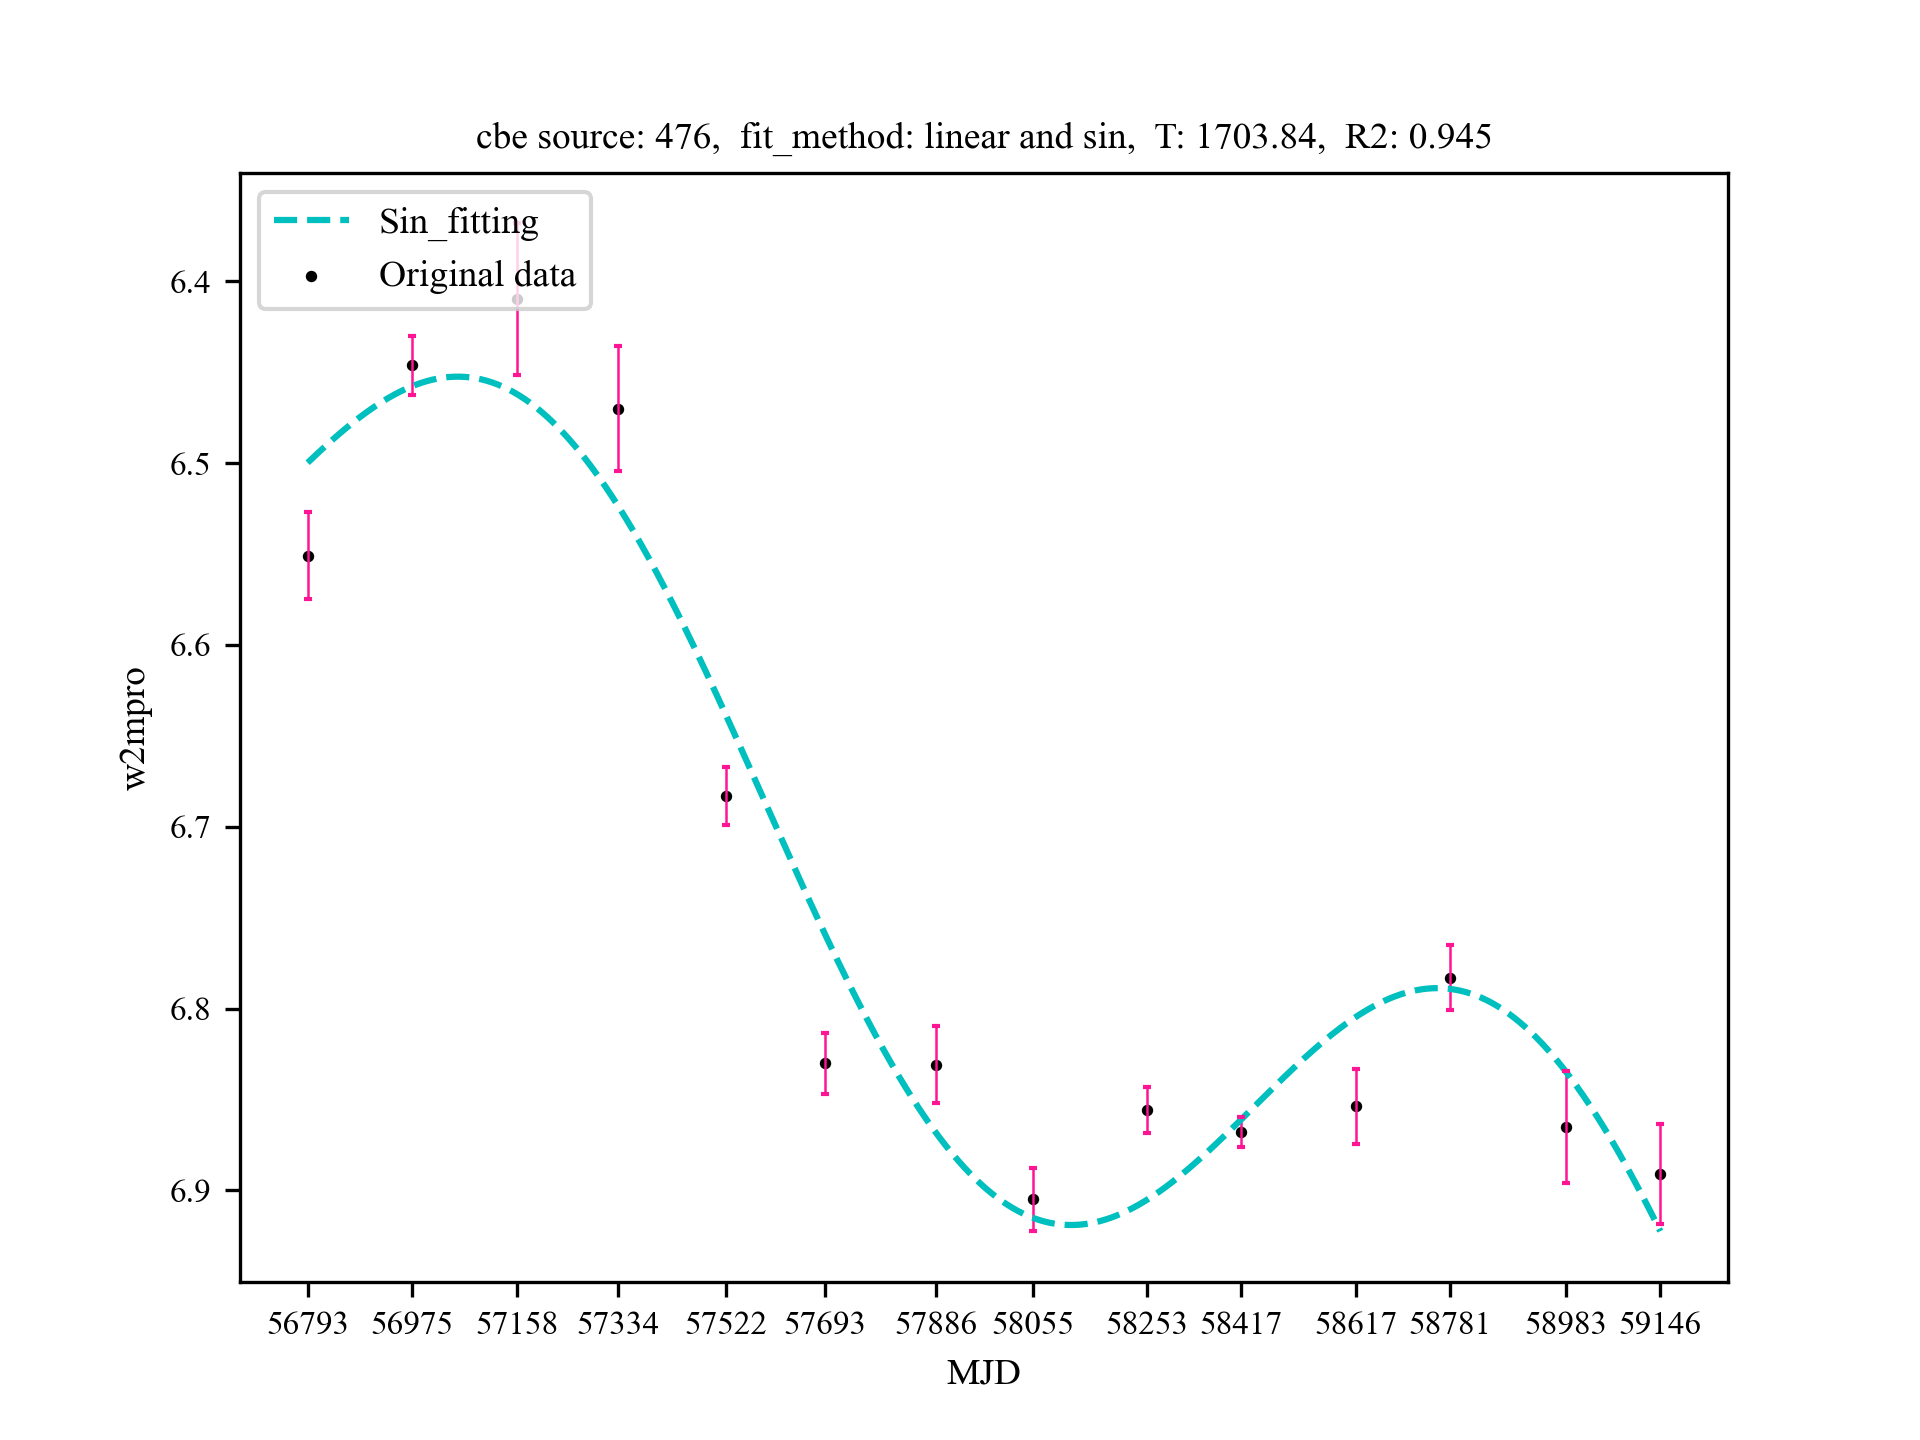 cbe source: 476,  fit_method: linear and sin,  T: 1703.84,  R2: 0.945
Sin_fitting
Original data
6.4
6.5
6.6
6.7
6.8
6.9
w2mpro
56793 56975 57158 57334 57522 57693 57886 58055 58253 58417 58617 58781 58983 59146
MJD